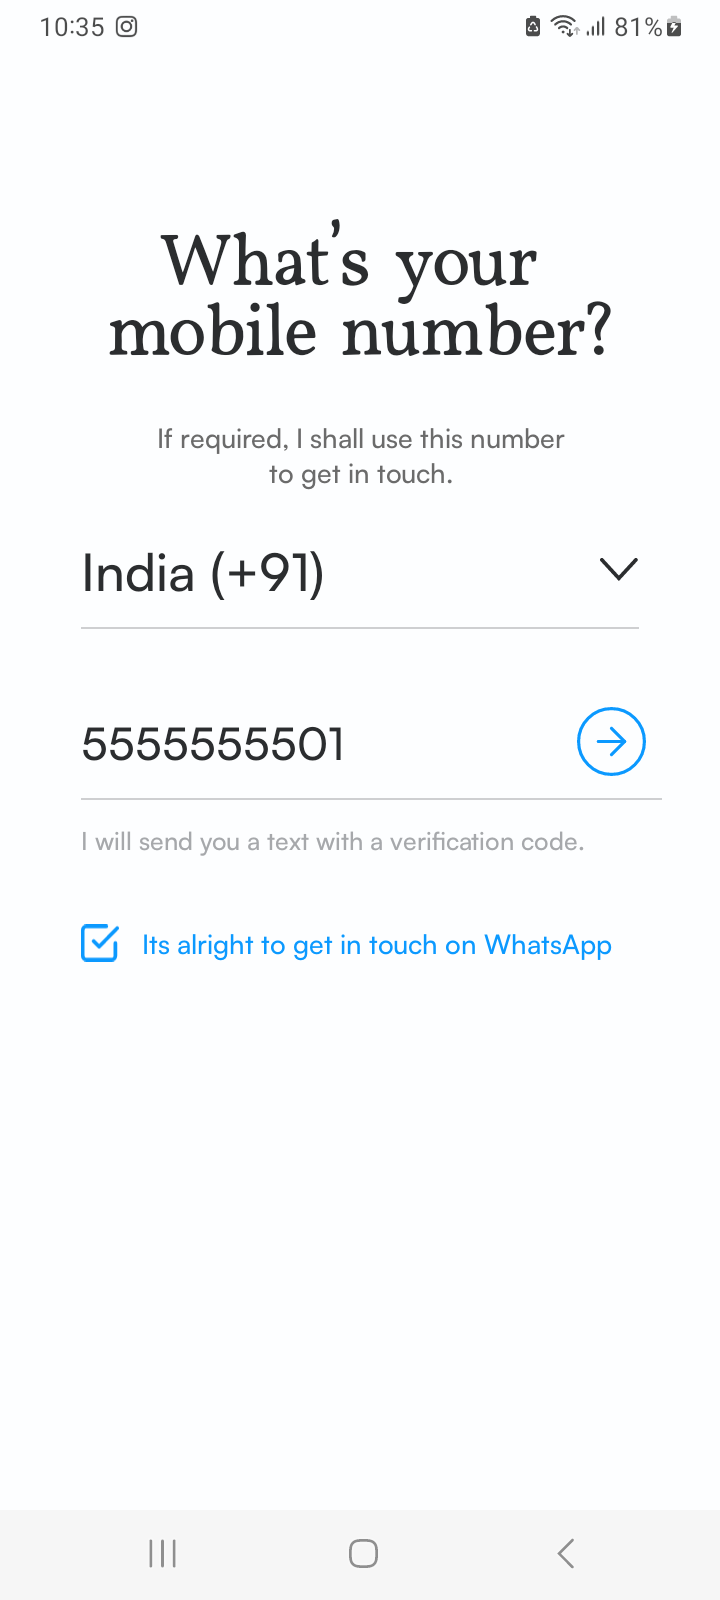 10:35
81%
What's your
mobile number?
If required, I shall use this number
to get in touch.
India (+91)
5555555501
I will send you a text with a verification code.
Its alright to get in touch on WhatsApp